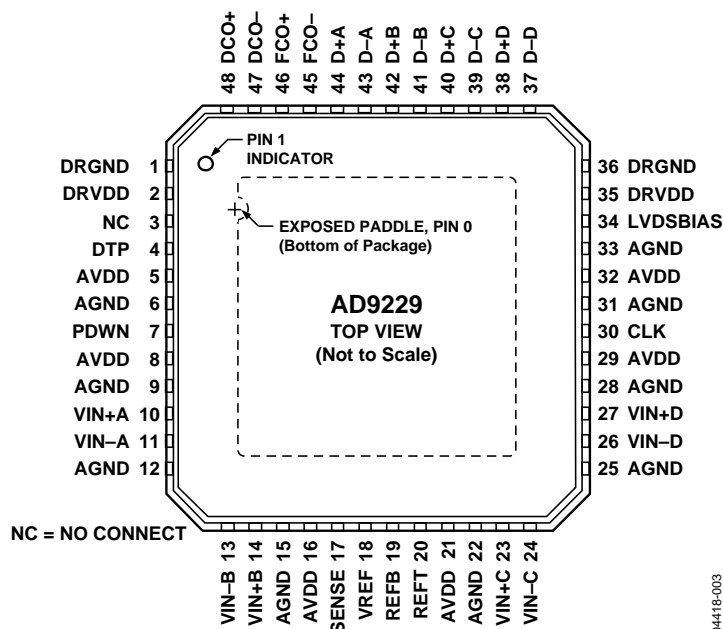 48 DCO+
47 DCO–
46 FCO+
45 FCO–
44 D+A
43 D–A
42 D+B
41 D–B
40 D+C
39 D–C
38 D+D
37 D–D
PIN 1
INDICATOR
EXPOSED PADDLE, PIN 0
(Bottom of Package)
AD9229
TOP VIEW
(Not to Scale)
DRGND 1
DRVDD 2
NC 3
DTP 4
AVDD 5
AGND 6
PDWN 7
AVDD 8
AGND 9
VIN+A 10
VIN–A 11
AGND 12
36 DRGND
35 DRVDD
34 LVDSBIAS
33 AGND
32 AVDD
31 AGND
30 CLK
29 AVDD
28 AGND
27 VIN+D
26 VIN–D
25 AGND
NC = NO CONNECT
VIN–B 13
VIN+B 14
AGND 15
AVDD 16
SENSE 17
VREF 18
REFB 19
REFT 20
AVDD 21
AGND 22
VIN+C 23
VIN–C 24
04418-003